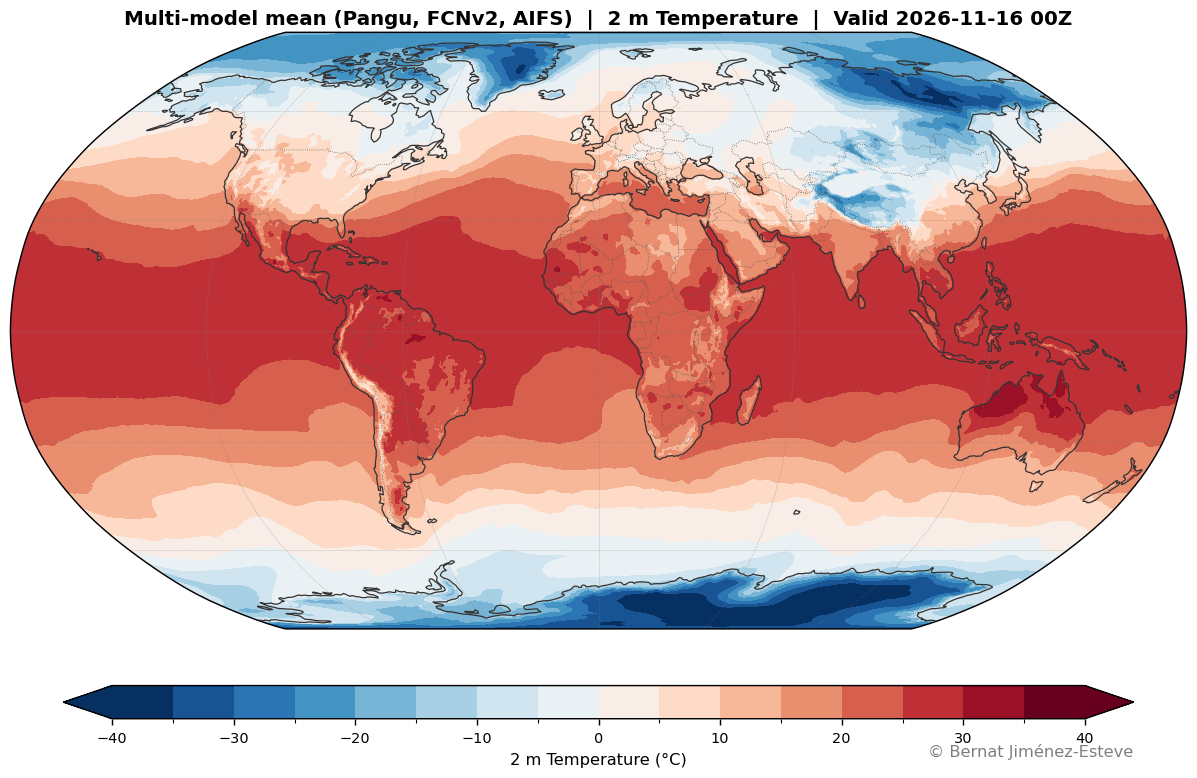 Multi-model mean (Pangu, FCNv2, AIFS)  |  2 m Temperature  |  Valid 2026-11-16 00Z
−40 −30 −20 −10 0 10 20 30 40
2 m Temperature (°C)
© Bernat Jiménez-Esteve